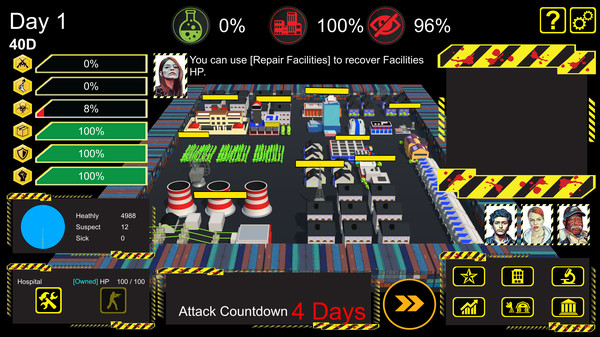 Day 1
0%
100%
96%
?
40D
You can use [Repair Facilities] to recover Facilities
HP.
0%
0%
8%
100%
100%
100%
Heathly 4988
Suspect 12
Sick 0
Hospital [Owned] HP 100 / 100
Attack Countdown 4 Days